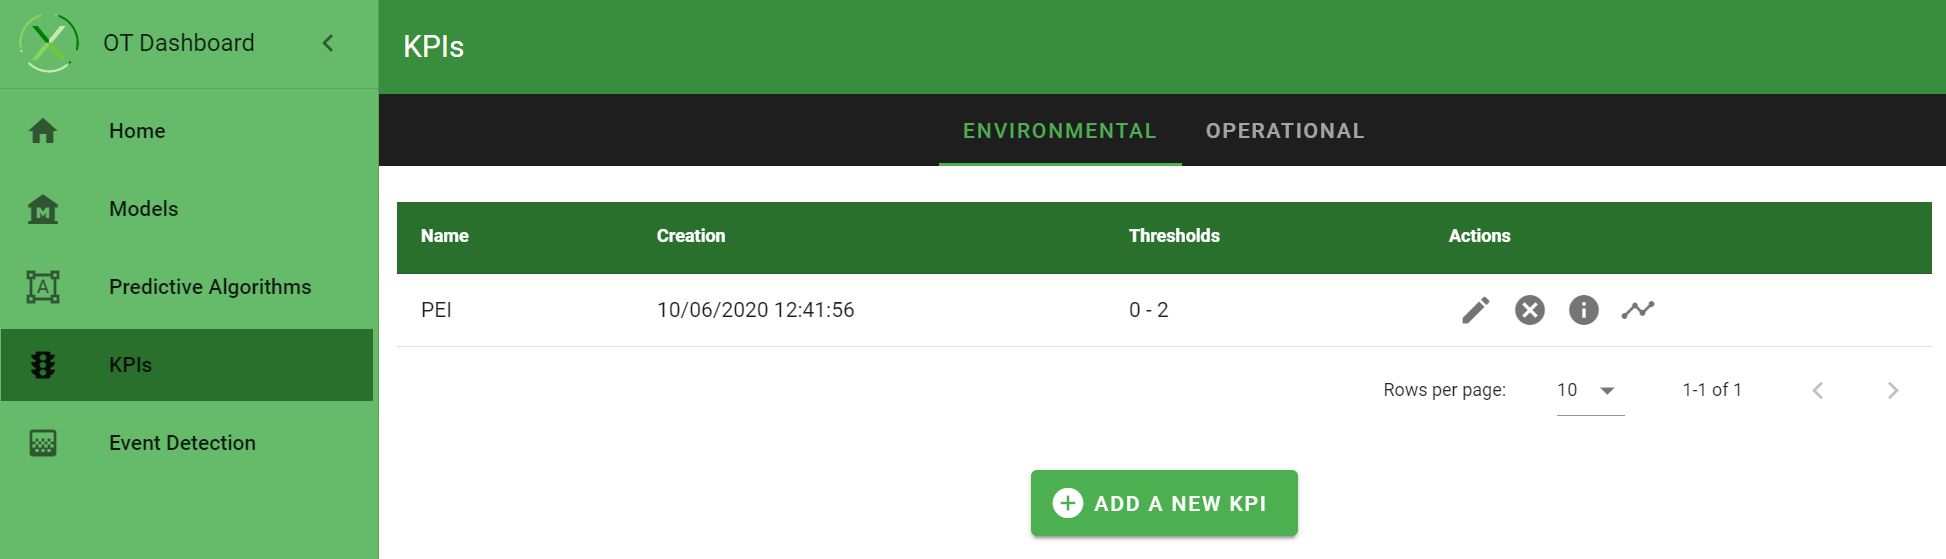 OT Dashboard
Home
Models
Predictive Algorithms
KPIs
Event Detection
KPIs
ENVIRONMENTAL OPERATIONAL
Name Creation Thresholds Actions
PEI 10/06/2020 12:41:56 0 - 2
Rows per page: 10 1-1 of 1
ADD A NEW KPI